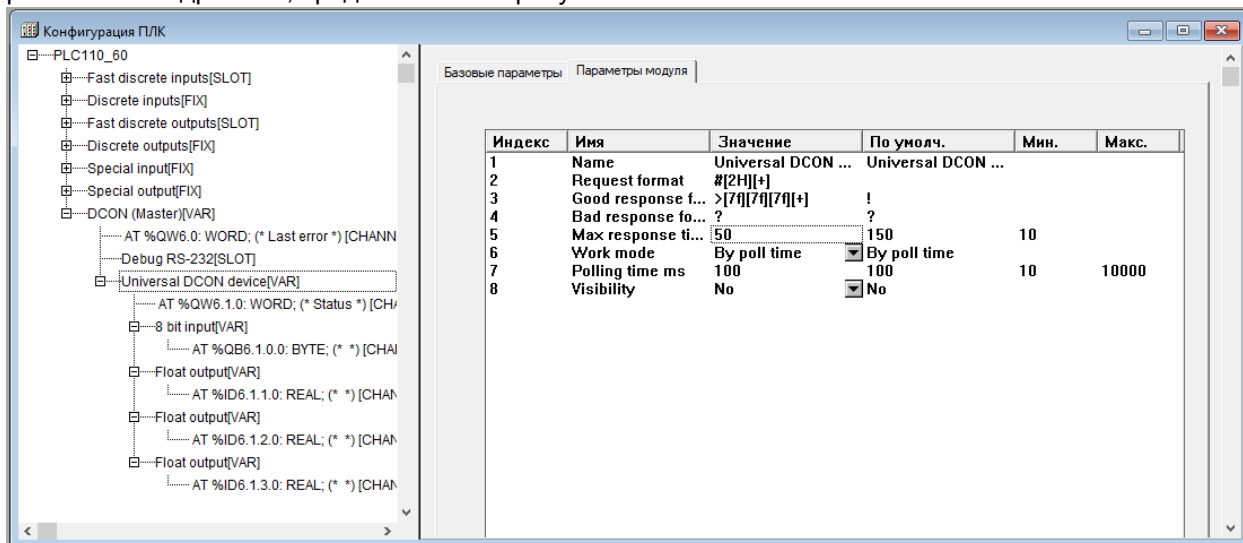 Конфигурация ПЛК
PLC110_60
Fast discrete inputs[SLOT]
Discrete inputs[FIX]
Fast discrete outputs[SLOT]
Discrete outputs[FIX]
Special input[FIX]
Special output[FIX]
DCON (Master)[VAR]
AT %QW6.0: WORD; (* Last error *) [CHANN
Debug RS-232[SLOT]
Universal DCON device[VAR]
AT %QW6.1.0: WORD; (* Status *) [CHA
8 bit input[VAR]
AT %QB6.1.0.0: BYTE; (* *) [CHAI
Float output[VAR]
AT %ID6.1.1.0: REAL; (* *) [CHAN
Float output[VAR]
AT %ID6.1.2.0: REAL; (* *) [CHAN
Float output[VAR]
AT %ID6.1.3.0: REAL; (* *) [CHAN
Базовые параметры Параметры модуля
Индекс Имя Значение По умолч. Мин. Макс.
1 Name Universal DCON ... Universal DCON ...
2 Request format #[2H][+]
3 Good response f... >[7f][7f][7f][+] !
4 Bad response fo... ? ?
5 Max response ti... 50 150 10
6 Work mode By poll time By poll time
7 Polling time ms 100 100 10 10000
8 Visibility No No